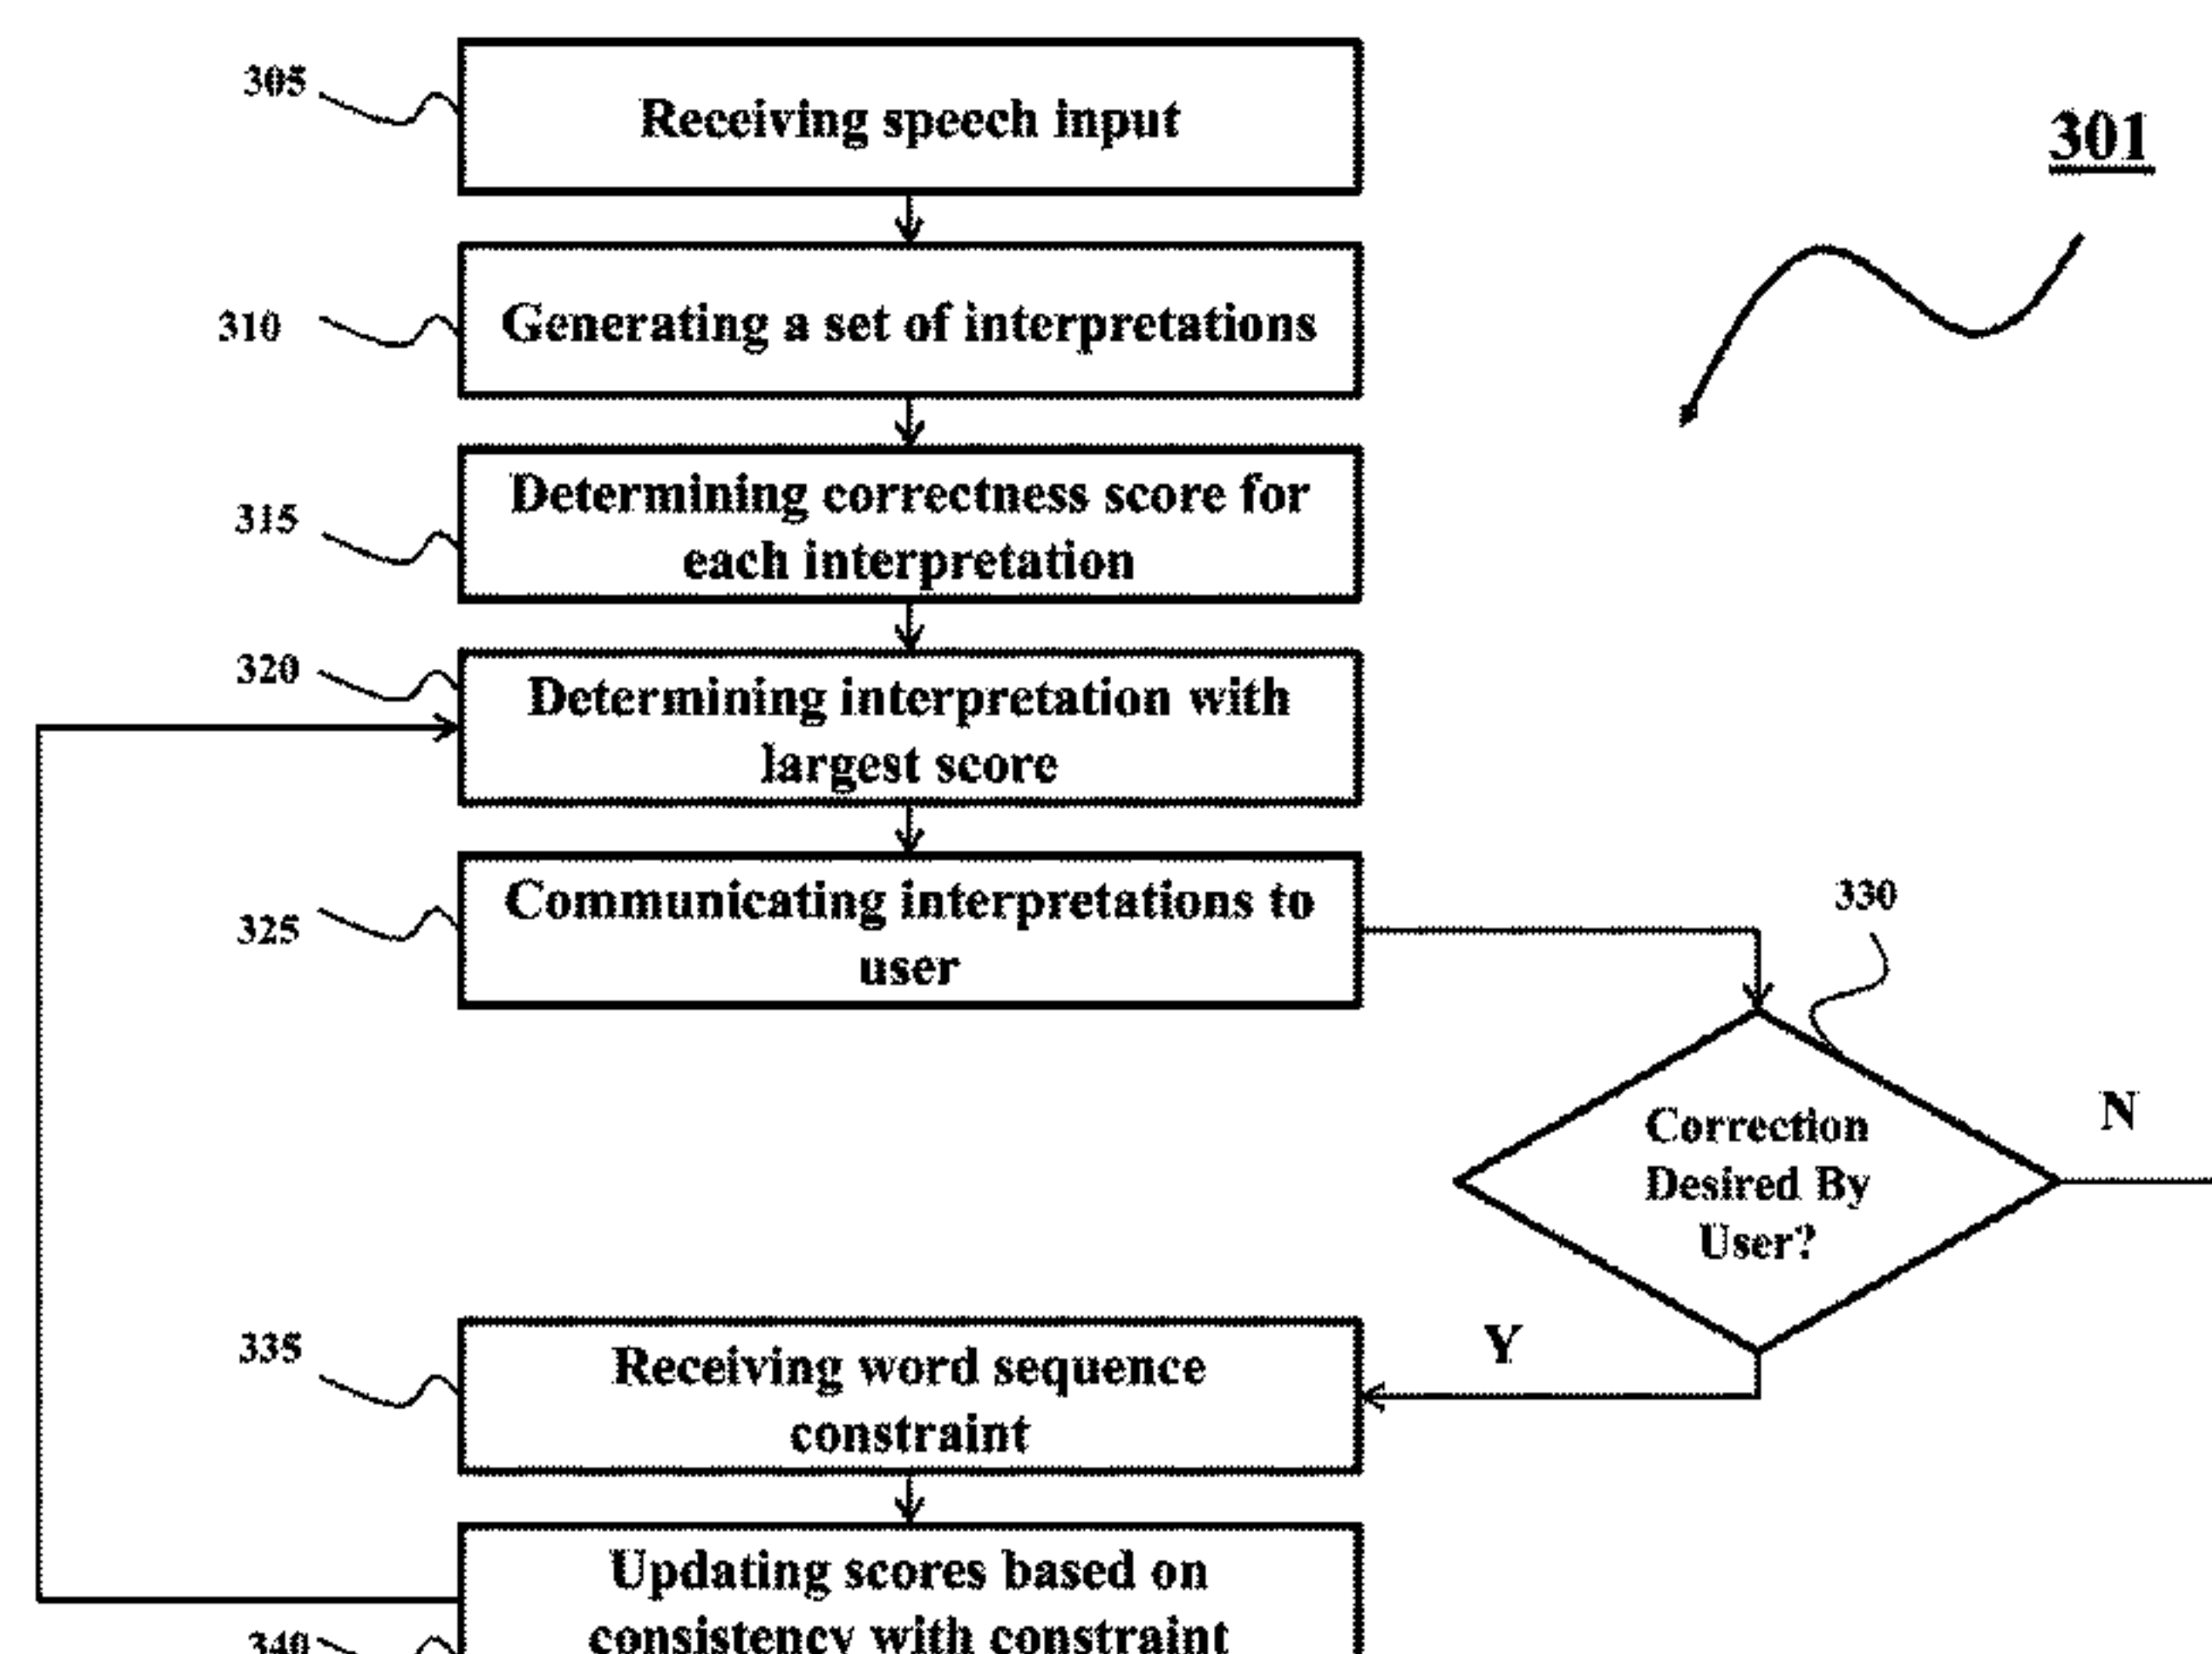 305
Receiving speech input
301
310
Generating a set of interpretations
315
Determining correctness score for
each interpretation
320
Determining interpretation with
largest score
325
Communicating interpretations to
user
330
Correction
Desired By
User?
N
Y
335
Receiving word sequence
constraint
Updating scores based on
consistency with constraint
340